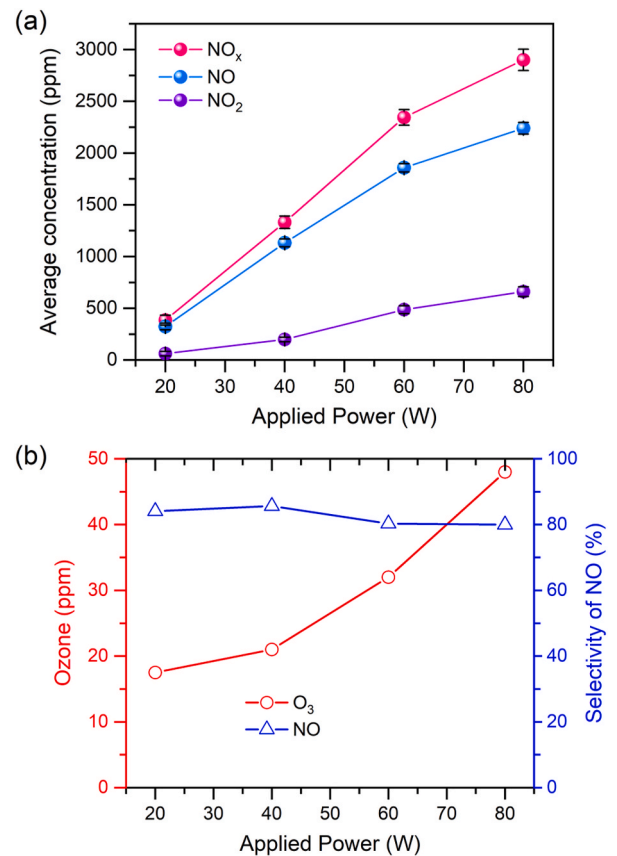 (a)
NOx
NO
NO2
Average concentration (ppm)
3000
2500
2000
1500
1000
500
0
20 30 40 50 60 70 80
Applied Power (W)
(b)
Ozone (ppm)
50
40
30
20
10
0
O3
NO
100
80
60
40
20
0
Selectivity of NO (%)
20 30 40 50 60 70 80
Applied Power (W)